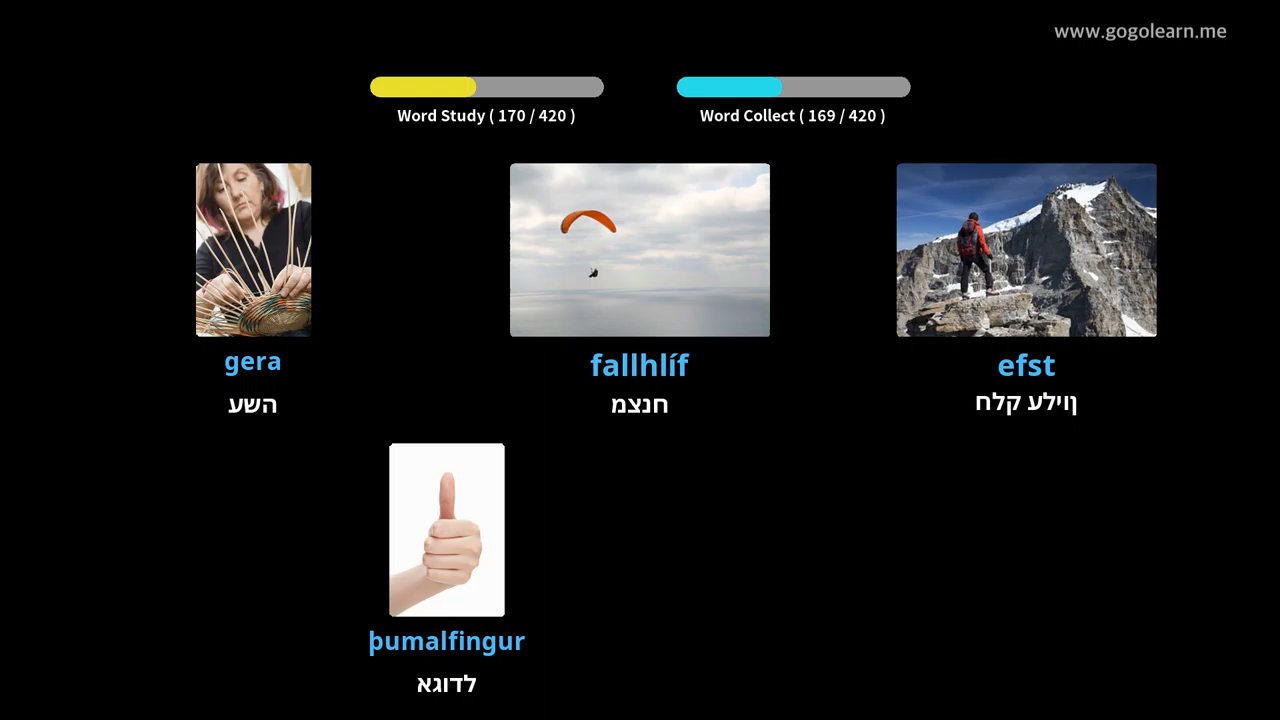 www.gogolearn.me
Word Study ( 170 / 420 )
Word Collect ( 169 / 420 )
gera
השע
fallhlíf
חנצמ
efst
ןוילע קלח
þumalfingur
לדוגא